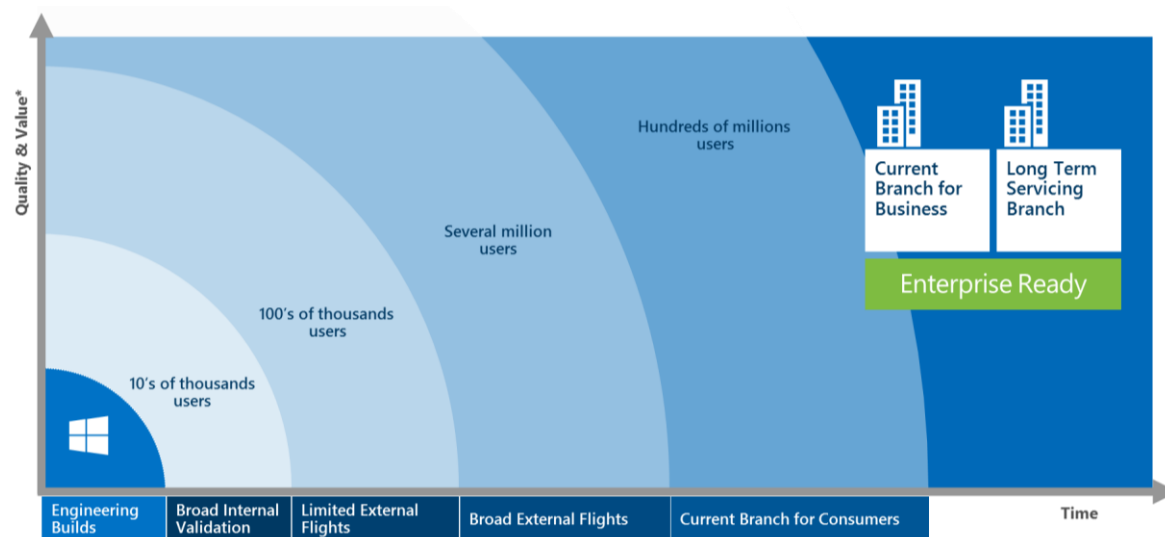 Quality & Value*
Hundreds of millions
users
Current
Branch for
Business
Long Term
Servicing
Branch
Several million
users
Enterprise Ready
100's of thousands
users
10's of thousands
users
Engineering
Builds
Broad Internal
Validation
Limited External
Flights
Broad External Flights
Current Branch for Consumers
Time